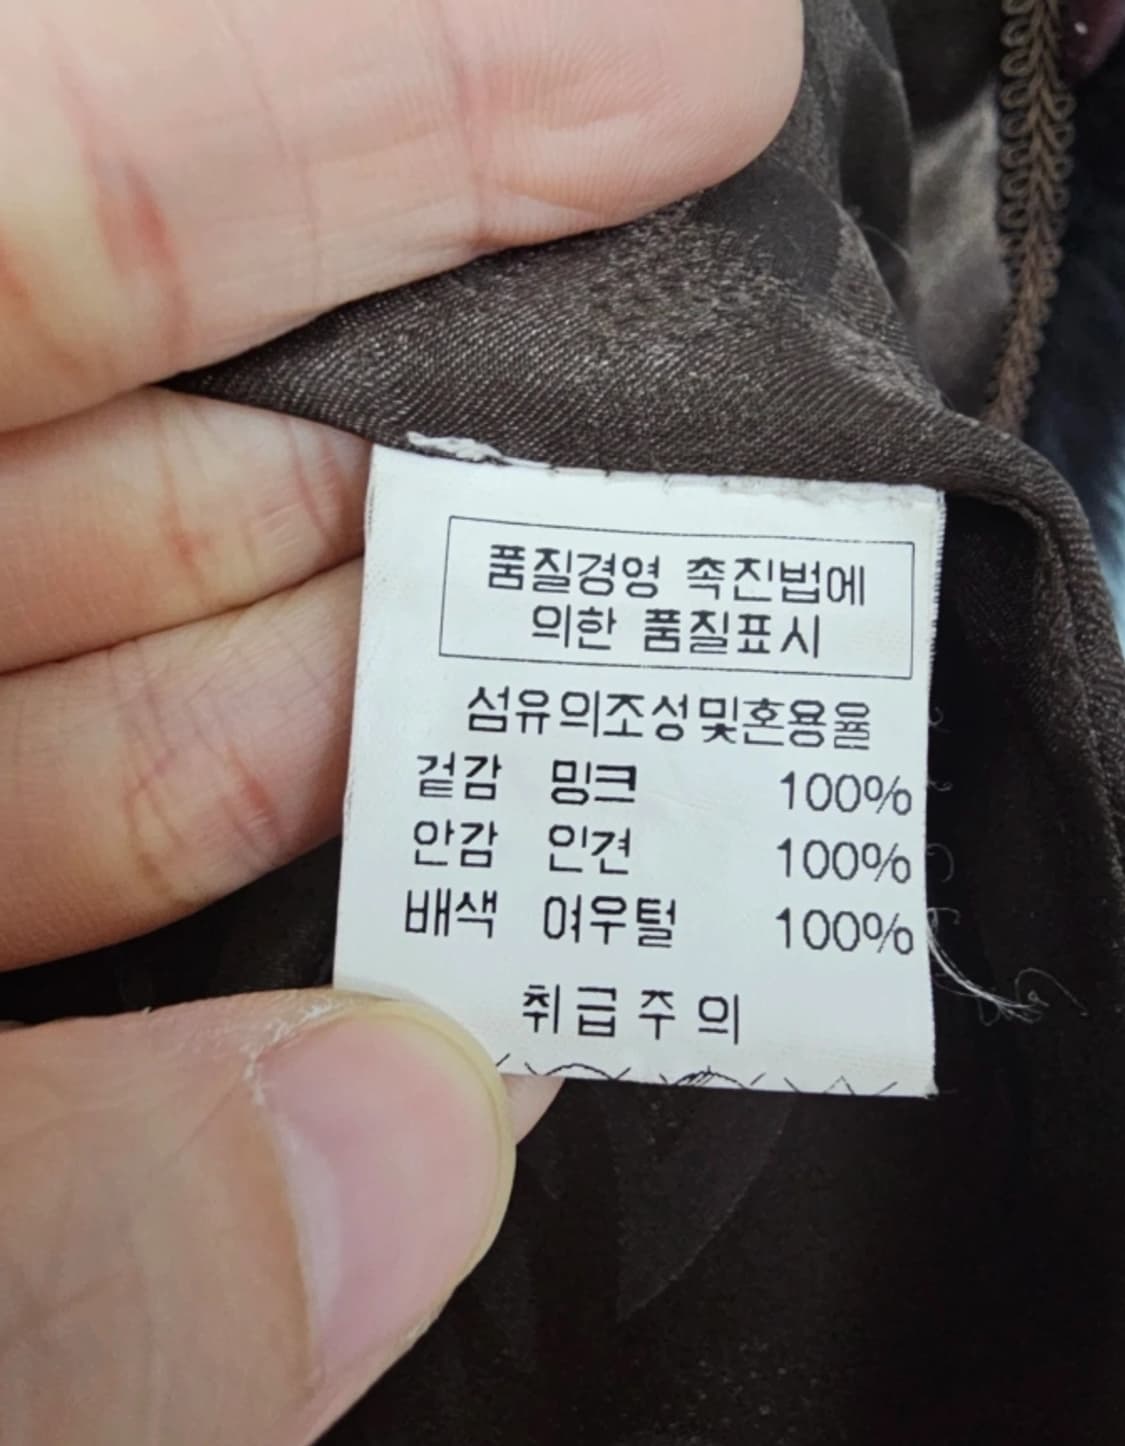 품질경영 촉진법에
의한 품질표시
섬유의조성및혼용율
겉감 밍크 100%
안감 인견 100%
배색 여우털 100%
취급주의